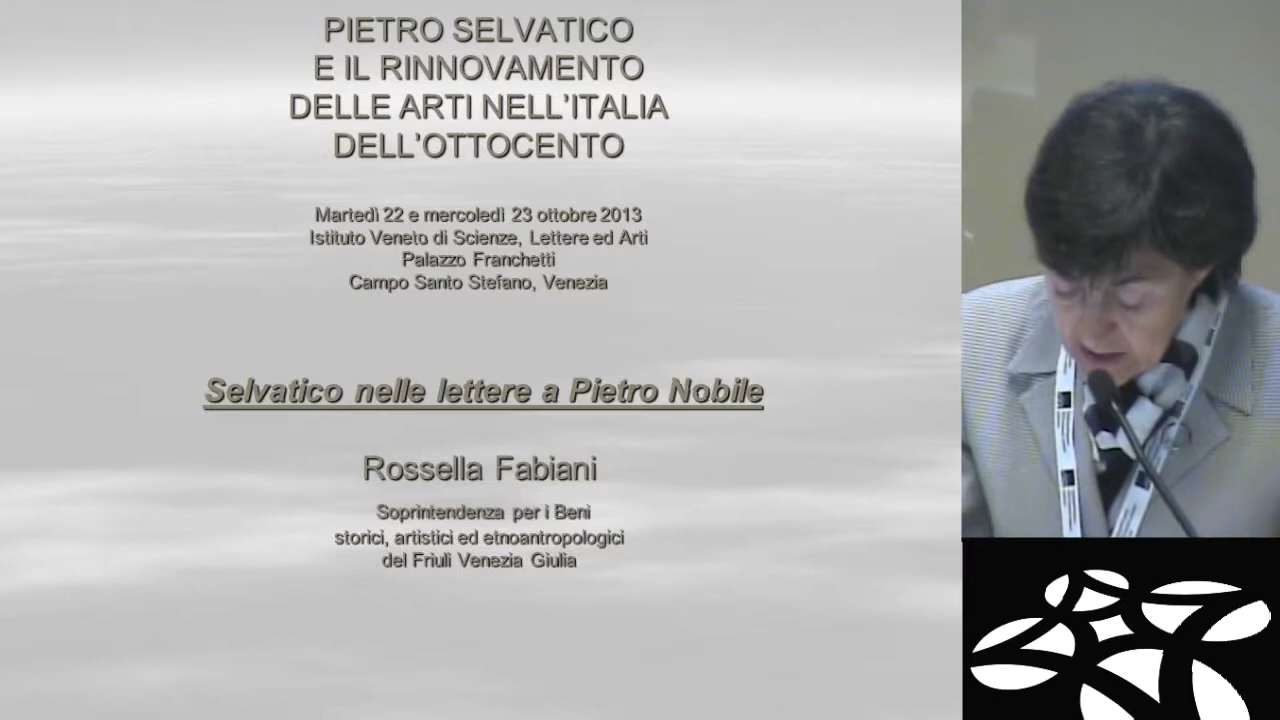 PIETRO SELVATICO
E IL RINNOVAMENTO
DELLE ARTI NELL'ITALIA
DELL'OTTOCENTO
Martedì 22 e mercoledì 23 ottobre 2013
Istituto Veneto di Scienze, Lettere ed Arti
Palazzo Franchetti
Campo Santo Stefano, Venezia
Selvatico nelle lettere a Pietro Nobile
Rossella Fabiani
Soprintendenza per i Beni
storici, artistici ed etnoantropologici
del Friuli Venezia Giulia